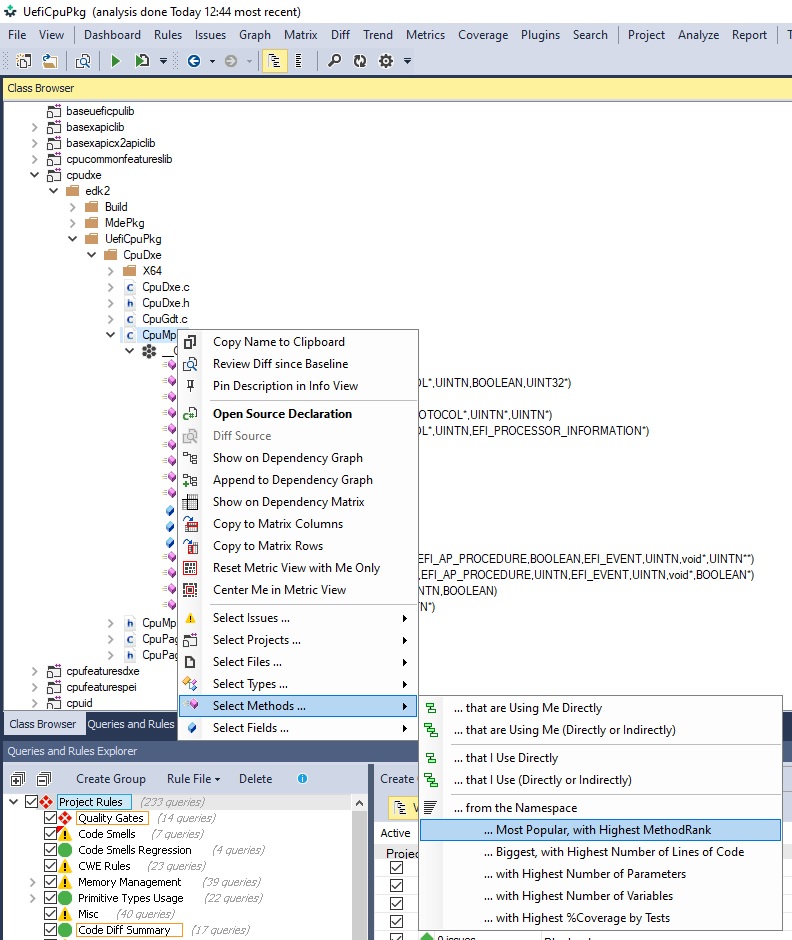 UefiCpuPkg (analysis done Today 12:44 most recent)
File View Dashboard Rules Issues Graph Matrix Diff Trend Metrics Coverage Plugins Search Project Analyze Report
Class Browser
baseueficpulib
basexapiclib
basexapicx2apiclib
cpucommonfeatureslib
cpudxe
edk2
Build
MdePkg
UefiCpuPkg
CpuDxe
X64
CpuDxe.c
CpuDxe.h
CpuGdt.c
CpuMp
Copy Name to Clipboard
Review Diff since Baseline
Pin Description in Info View
Open Source Declaration
Diff Source
Show on Dependency Graph
Append to Dependency Graph
Show on Dependency Matrix
Copy to Matrix Columns
Copy to Matrix Rows
Reset Metric View with Me Only
Center Me in Metric View
Select Issues ...
Select Projects ...
Select Files ...
Select Types ...
Select Methods ...
Select Fields ...
OL*,UINTN,BOOLEAN,UINT32*)
OTOCOL*,UINTN*,UINTN*)
OL*,UINTN,EFI_PROCESSOR_INFORMATION*)
EFI_AP_PROCEDURE,BOOLEAN,EFI_EVENT,UINTN,void*,UINTN**)
,EFI_AP_PROCEDURE,UINTN,EFI_EVENT,UINTN,void*,BOOLEAN*)
NTN,BOOLEAN)
TN*)
CpuMp
CpuPag
CpuPag
cpufeaturesdxe
cpufeaturespei
cpuid
... that are Using Me Directly
... that are Using Me (Directly or Indirectly)
... that I Use Directly
... that I Use (Directly or Indirectly)
... from the Namespace
... Most Popular, with Highest MethodRank
... Biggest, with Highest Number of Lines of Code
... with Highest Number of Parameters
... with Highest Number of Variables
... with Highest %Coverage by Tests
Class Browser Queries and Rules
Queries and Rules Explorer
Create Group Rule File Delete
Project Rules (233 queries)
Quality Gates (14 queries)
Code Smells (7 queries)
Code Smells Regression (4 queries)
CWE Rules (23 queries)
Memory Management (39 queries)
Primitive Types Usage (22 queries)
Misc (40 queries)
Code Diff Summary (17 queries)
Create
Active
Projec